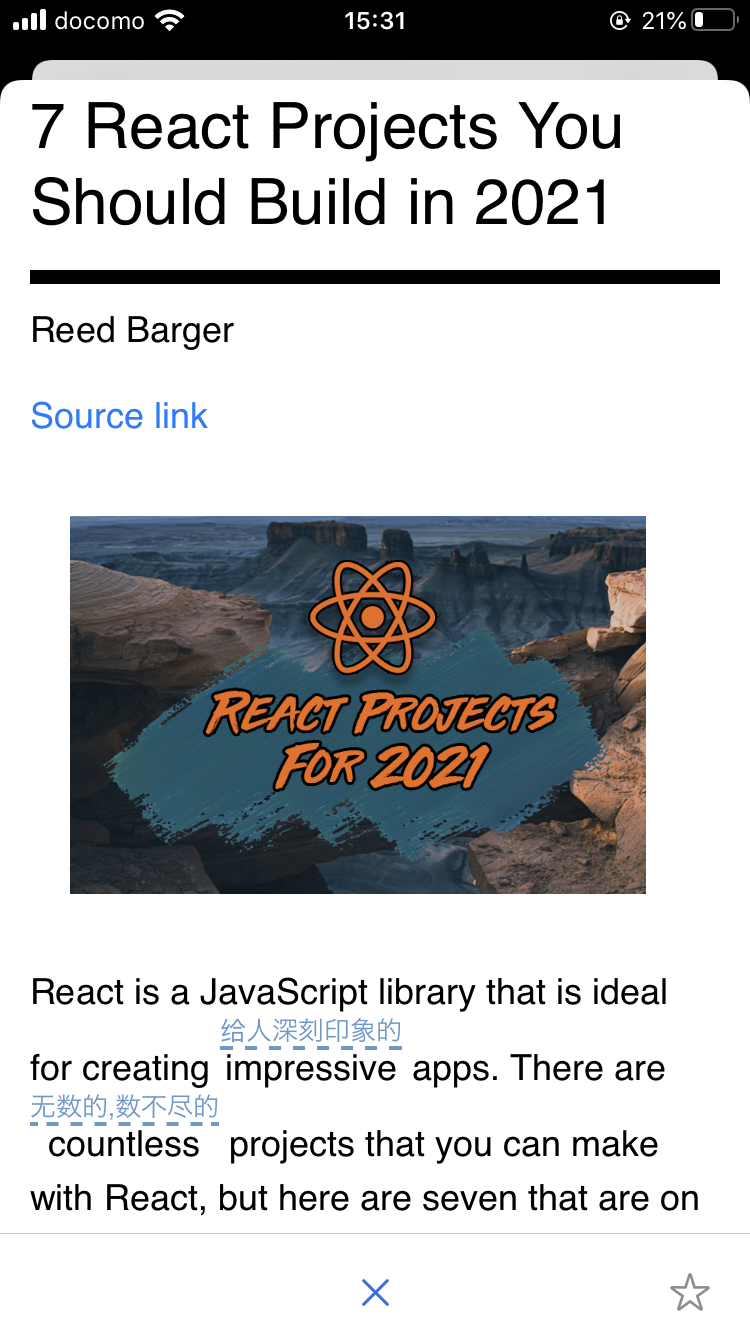 docomo 15:31 21%
7 React Projects You
Should Build in 2021
Reed Barger
Source link
REACT PROJECTS
FOR 2021
React is a JavaScript library that is ideal
给人深刻印象的
for creating impressive apps. There are
无数的,数不尽的
countless projects that you can make
with React, but here are seven that are on